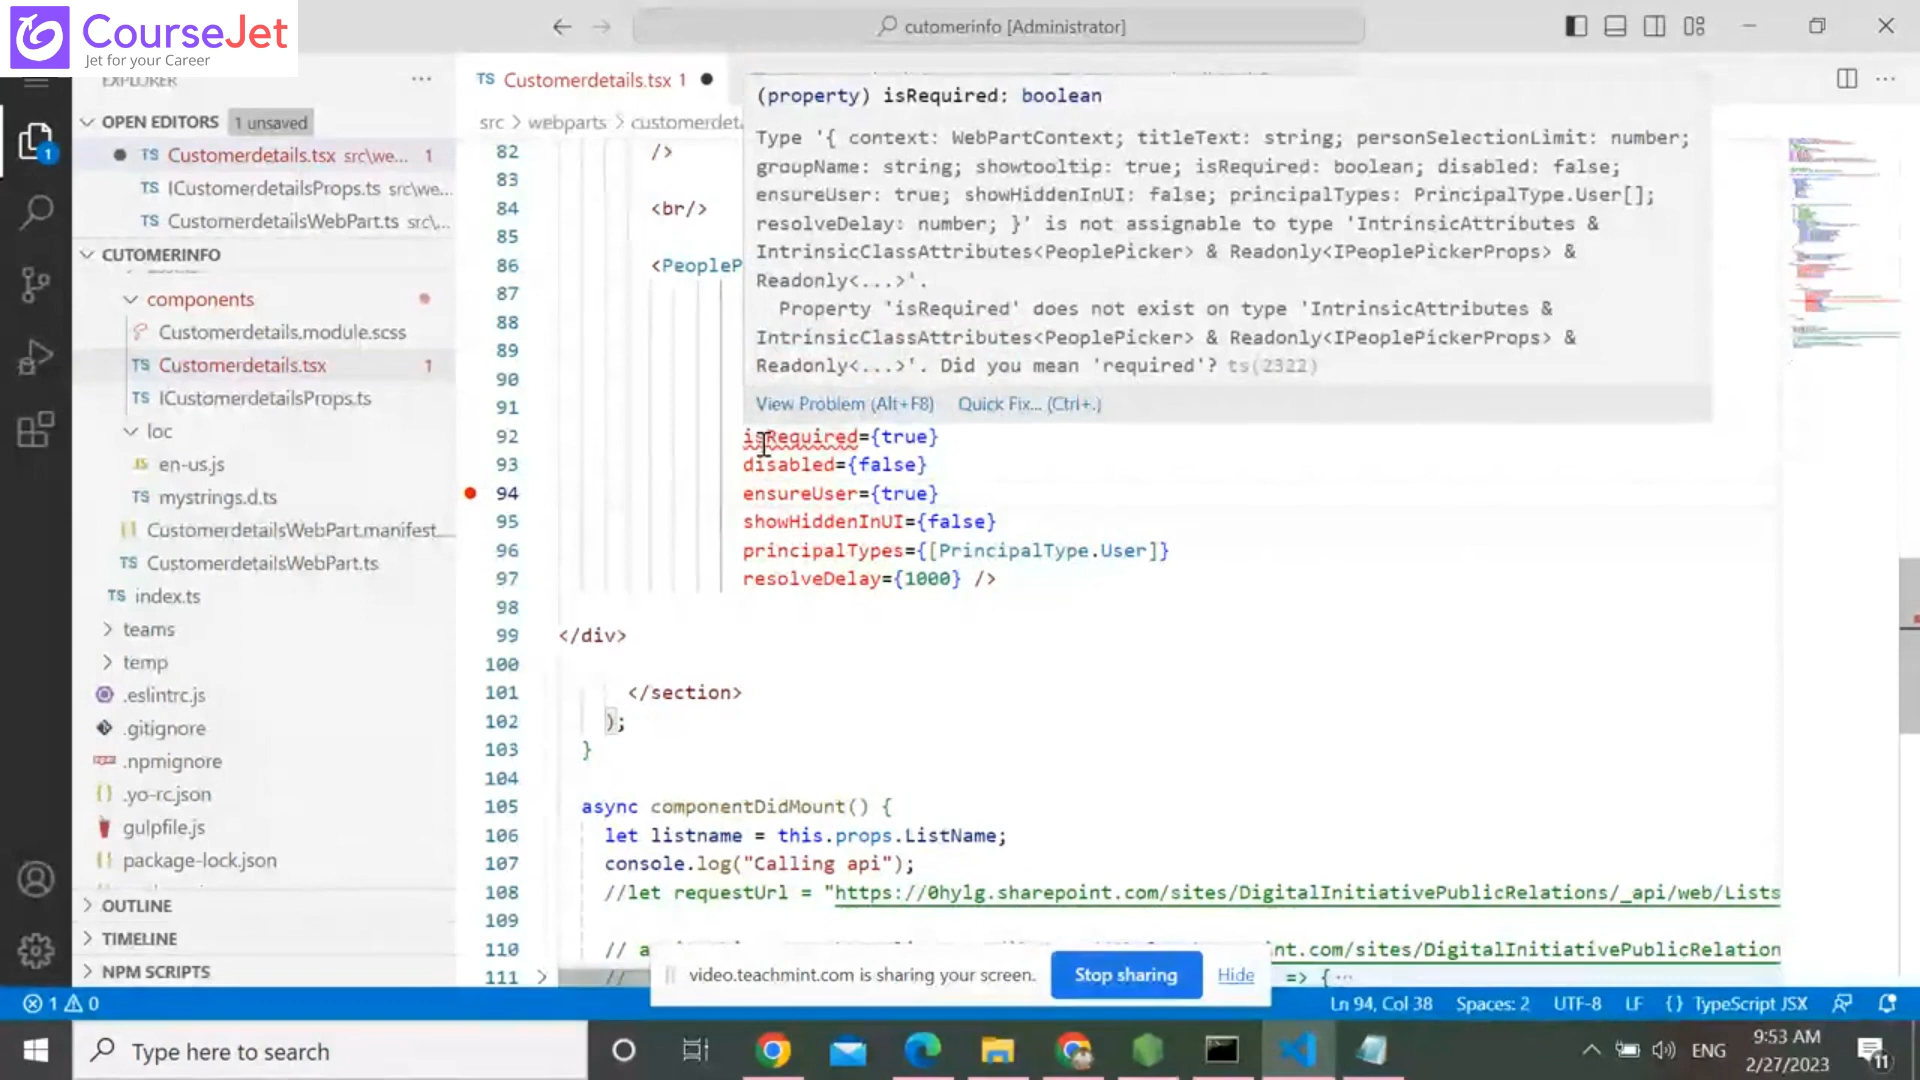 CourseJet
Jet for your Career
cutomerinfo [Administrator]
EXPLORER
OPEN EDITORS 1 unsaved
TS Customerdetails.tsx src\we... 1
TS ICustomerdetailsProps.ts src\we...
TS CustomerdetailsWebPart.ts src\...
CUTOMERINFO
components
Customerdetails.module.scss
TS Customerdetails.tsx 1
TS ICustomerdetailsProps.ts
loc
JS en-us.js
TS mystrings.d.ts
CustomerdetailsWebPart.manifest....
TS CustomerdetailsWebPart.ts
TS index.ts
teams
temp
.eslintrc.js
.gitignore
.npmignore
.yo-rc.json
gulpfile.js
package-lock.json
OUTLINE
TIMELINE
NPM SCRIPTS
TS Customerdetails.tsx 1
src > webparts > customerdeta
(property) isRequired: boolean
Type '{ context: WebPartContext; titleText: string; personSelectionLimit: number;
groupName: string; showtooltip: true; isRequired: boolean; disabled: false;
ensureUser: true; showHiddenInUI: false; principalTypes: PrincipalType.User[];
resolveDelay: number; }' is not assignable to type 'IntrinsicAttributes &
IntrinsicClassAttributes<PeoplePicker> & Readonly<IPeoplePickerProps> &
Readonly<...>'.
Property 'isRequired' does not exist on type 'IntrinsicAttributes &
IntrinsicClassAttributes<PeoplePicker> & Readonly<IPeoplePickerProps> &
Readonly<...>'. Did you mean 'required'? ts(2322)
View Problem (Alt+F8) Quick Fix... (Ctrl+.)
82 />
83
84 <br/>
85
86 <PeopleP
87
88
89
90
91
92 isRequired={true}
93 disabled={false}
94 ensureUser={true}
95 showHiddenInUI={false}
96 principalTypes={[PrincipalType.User]}
97 resolveDelay={1000} />
98
99 </div>
100
101 </section>
102 );
103 }
104
105 async componentDidMount() {
106 let listname = this.props.ListName;
107 console.log("Calling api");
108 //let requestUrl = "https://0hylg.sharepoint.com/sites/DigitalInitiativePublicRelations/_api/web/Lists
109
110 // nt.com/sites/DigitalInitiativePublicRelation
111 // => {...
video.teachmint.com is sharing your screen. Stop sharing Hide
1 0 Ln 94, Col 38 Spaces: 2 UTF-8 LF {} TypeScript JSX
Type here to search
ENG
9:53 AM
2/27/2023
11